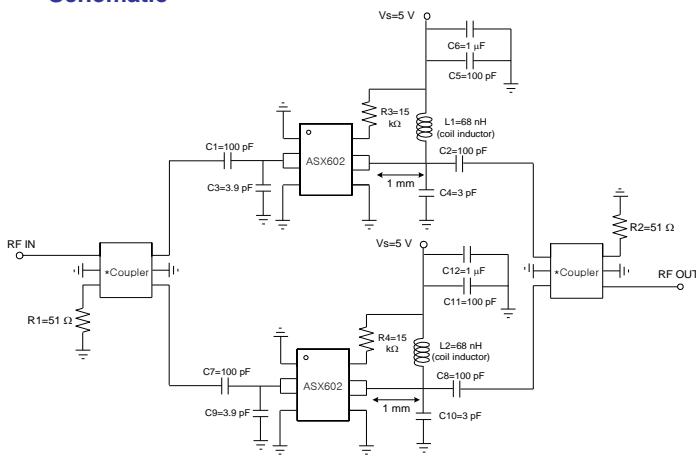 Schematic
Vs=5 V
C6=1 μF
C5=100 pF
R3=15
kΩ
L1=68 nH
(coil inductor)
C1=100 pF
ASX602
C2=100 pF
1 mm
C3=3.9 pF
C4=3 pF
R2=51 Ω
RF IN
*Coupler
R1=51 Ω
Vs=5 V
C12=1 μF
C11=100 pF
*Coupler
RF OUT
R4=15
kΩ
L2=68 nH
(coil inductor)
C7=100 pF
ASX602
C8=100 pF
1 mm
C9=3.9 pF
C10=3 pF